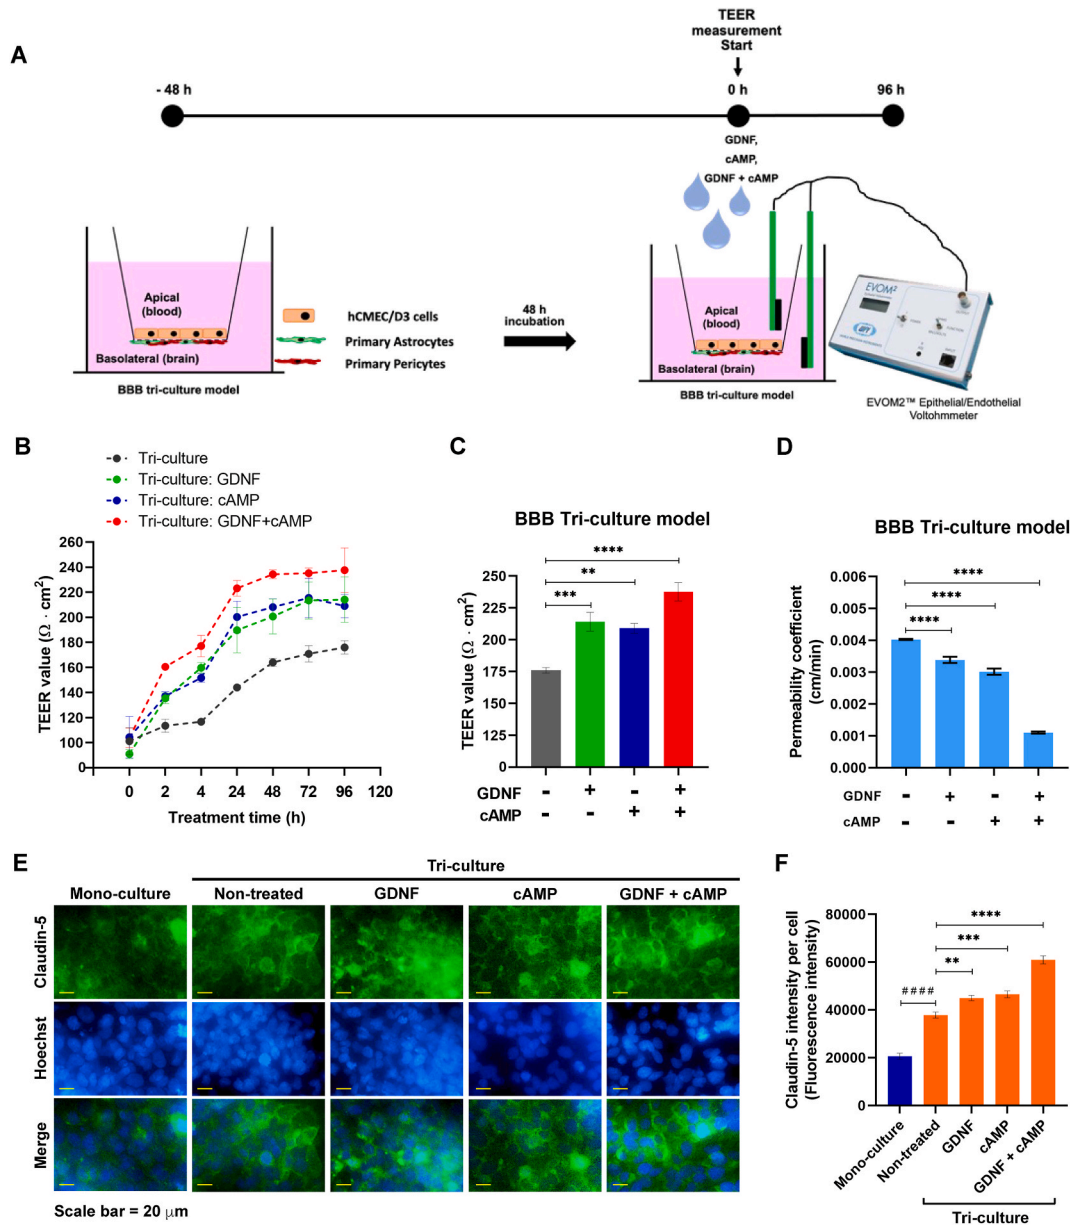 A
TEER
measurement
Start
- 48 h
0 h
96 h
GDNF,
cAMP,
GDNF + cAMP
Apical
(blood)
Basolateral (brain)
BBB tri-culture model
hCMEC/D3 cells
Primary Astrocytes
Primary Pericytes
48 h
incubation
Apical
(blood)
Basolateral (brain)
BBB tri-culture model
EVOM²
EVOM2™ Epithelial/Endothelial
Voltohmmeter
B
Tri-culture
Tri-culture: GDNF
Tri-culture: cAMP
Tri-culture: GDNF+cAMP
TEER value (Ω · cm²)
260
240
220
200
180
160
140
120
100
0
0 2 4 24 48 72 96 120
Treatment time (h)
C
BBB Tri-culture model
TEER value (Ω · cm²)
250
225
200
175
150
125
0
****
**
***
GDNF - + - +
cAMP - - + +
D
BBB Tri-culture model
Permeability coefficient
(cm/min)
0.006
0.005
0.004
0.003
0.002
0.001
0.000
****
****
****
GDNF - + - +
cAMP - - + +
E
Tri-culture
Mono-culture Non-treated GDNF cAMP GDNF + cAMP
Claudin-5
Hoechst
Merge
Scale bar = 20 μm
F
Claudin-5 intensity per cell
(Fluorescence intensity)
80000
60000
40000
20000
0
****
***
**
####
Mono-culture
Non-treated
GDNF
cAMP
GDNF + cAMP
Tri-culture